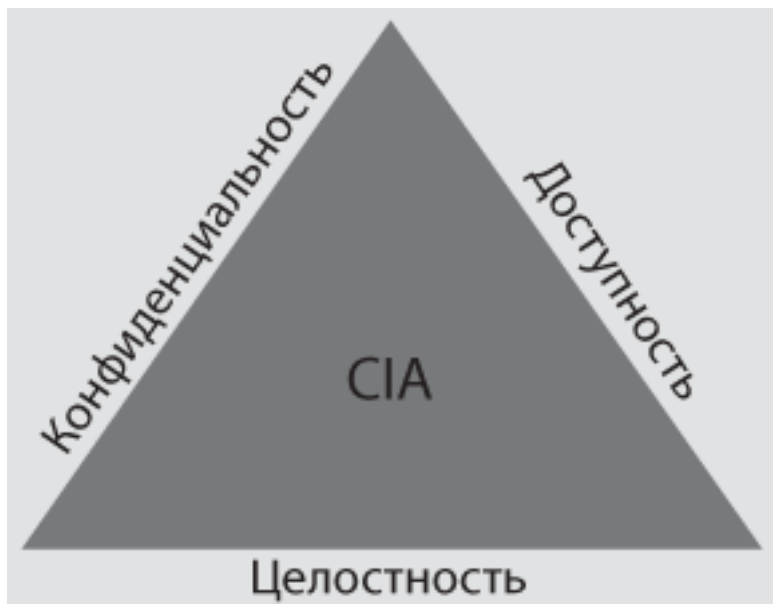 Конфиденциальность
Доступность
CIA
Целостность